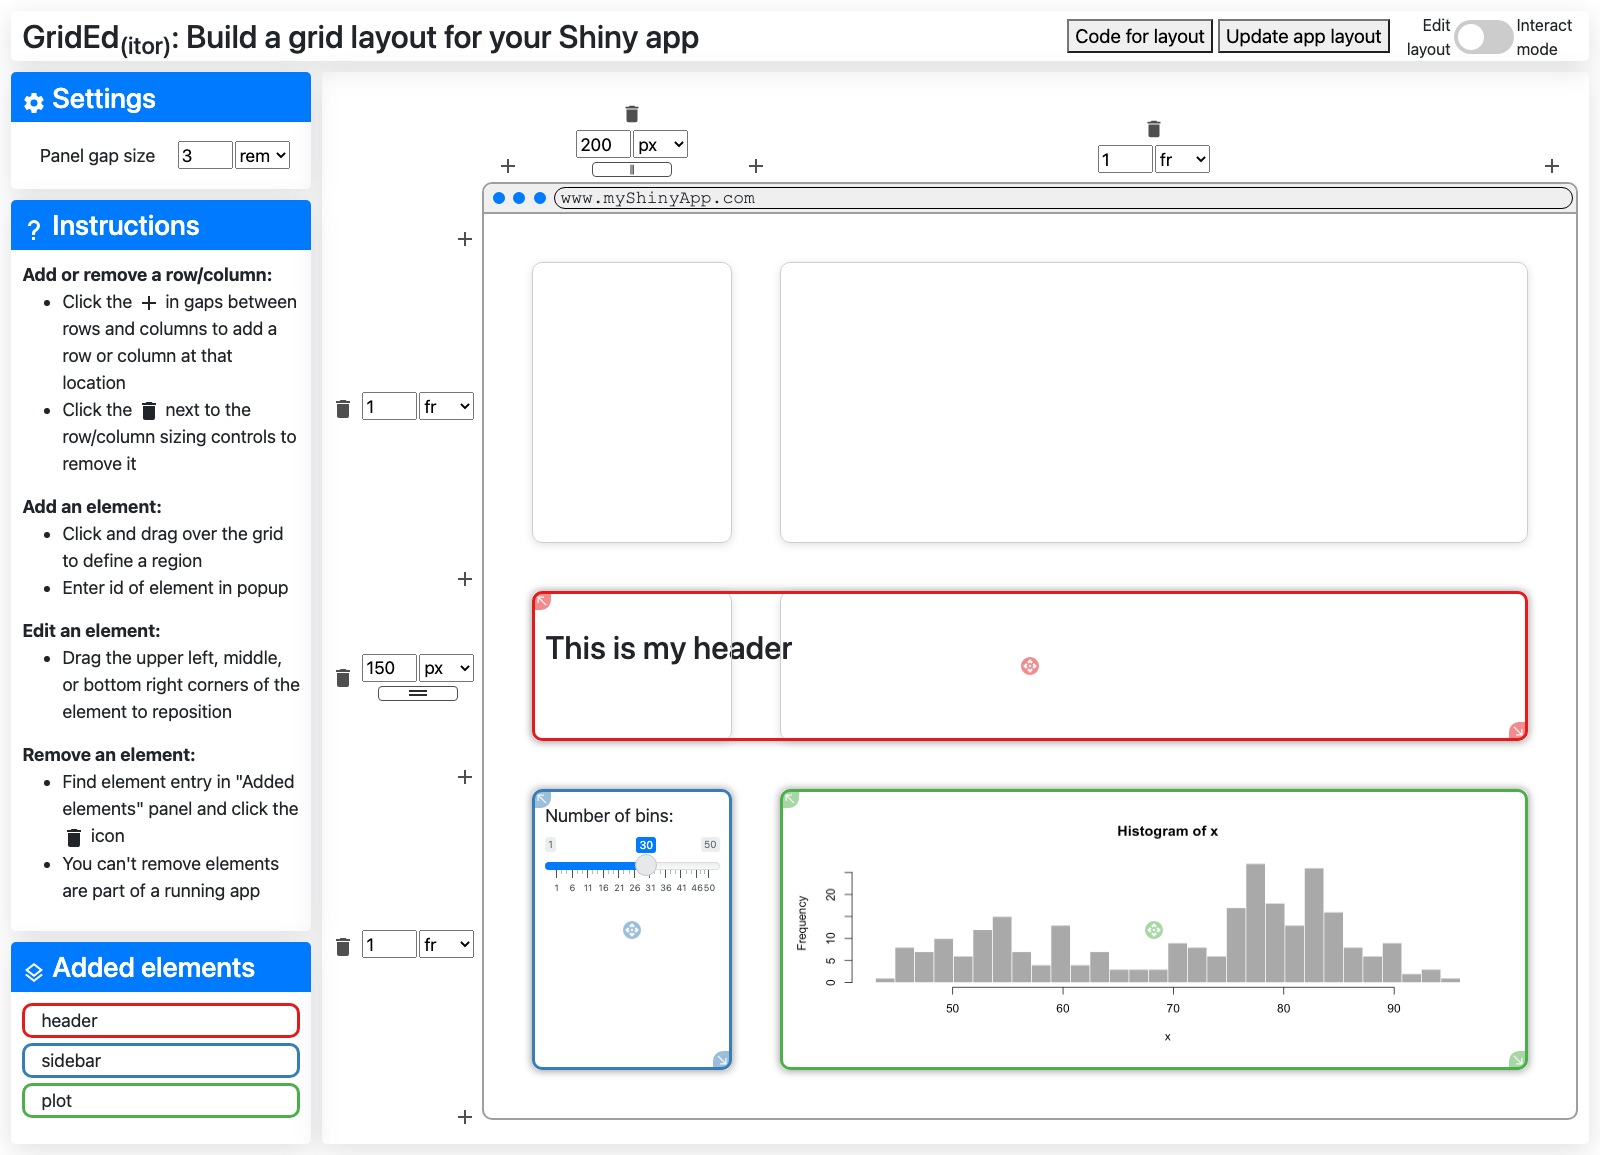 GridEd(itor): Build a grid layout for your Shiny app
Code for layout
Update app layout
Edit layout
Interact mode
Settings
Panel gap size
3
rem
Instructions
Add or remove a row/column:
Click the + in gaps between
rows and columns to add a
row or column at that
location
Click the next to the
row/column sizing controls to
remove it
Add an element:
Click and drag over the grid
to define a region
Enter id of element in popup
Edit an element:
Drag the upper left, middle,
or bottom right corners of the
element to reposition
Remove an element:
Find element entry in "Added
elements" panel and click the
icon
You can't remove elements
are part of a running app
Added elements
header
sidebar
plot
200 px
1 fr
www.myShinyApp.com
1 fr
150 px
This is my header
1 fr
Number of bins:
1 30 50
1 6 11 16 21 26 31 36 41 46 50
Histogram of x
Frequency
0 5 10 20
50 60 70 80 90
x